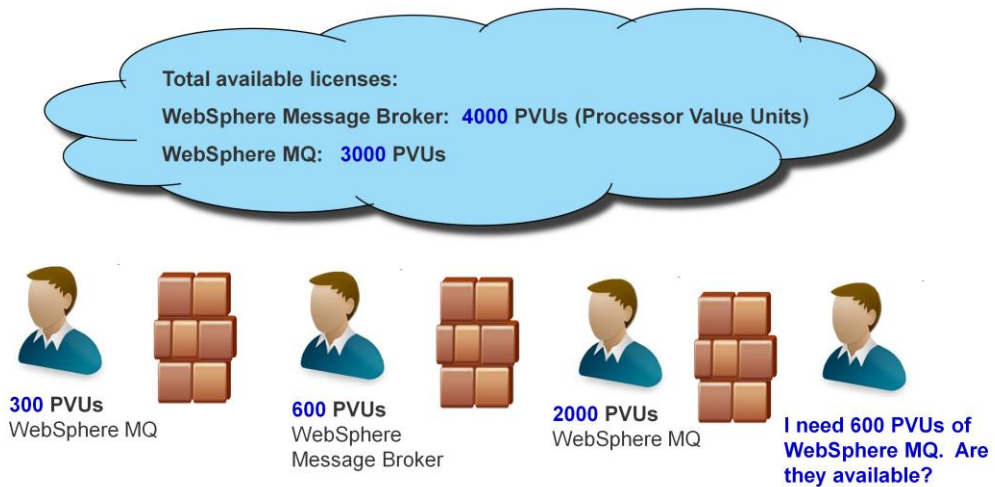 Total available licenses:
WebSphere Message Broker: 4000 PVUs (Processor Value Units)
WebSphere MQ: 3000 PVUs
300 PVUs
WebSphere MQ
600 PVUs
WebSphere
Message Broker
2000 PVUs
WebSphere MQ
I need 600 PVUs of
WebSphere MQ. Are
they available?